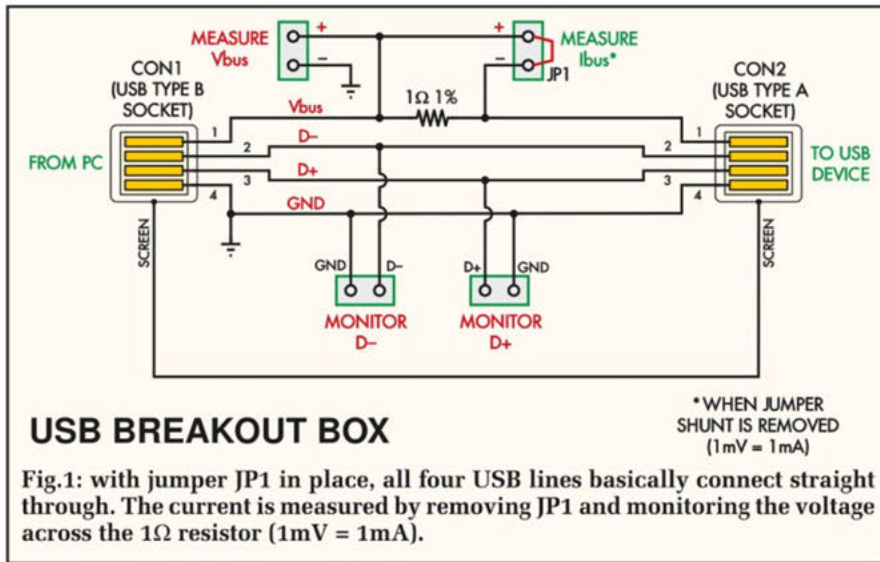 MEASURE
Vbus
+
–
+
–
MEASURE
Ibus*
JP1
CON1
(USB TYPE B
SOCKET)
CON2
(USB TYPE A
SOCKET)
1Ω 1%
Vbus
D–
D+
GND
1
2
3
4
1
2
3
4
FROM PC
TO USB
DEVICE
SCREEN
SCREEN
GND
D–
D+
GND
MONITOR
D–
MONITOR
D+
*WHEN JUMPER
SHUNT IS REMOVED
(1mV = 1mA)
USB BREAKOUT BOX
Fig.1: with jumper JP1 in place, all four USB lines basically connect straight
through. The current is measured by removing JP1 and monitoring the voltage
across the 1Ω resistor (1mV = 1mA).